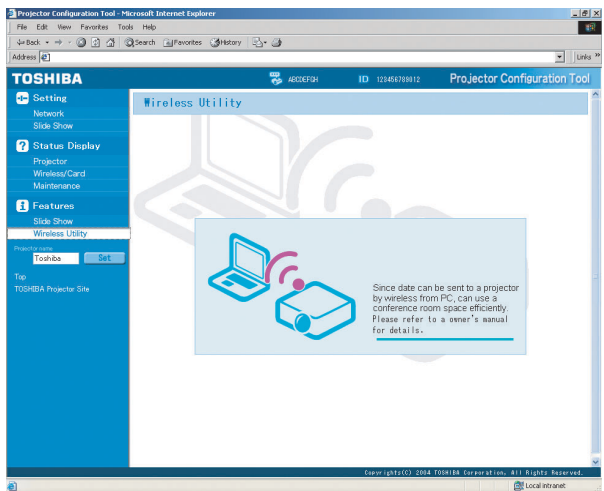 Projector Configuration Tool - Microsoft Internet Explorer
File Edit View Favorites Tools Help
Back Search Favorites History
Address Links »
TOSHIBA ABCDEFGH ID 123456789012 Projector Configuration Tool
Setting
Network
Slide Show
Status Display
Projector
Wireless/Card
Maintenance
Features
Slide Show
Wireless Utility
Projector name
Toshiba Set
Top
TOSHIBA Projector Site
Wireless Utility
Since date can be sent to a projector
by wireless from PC, can use a
conference room space efficiently.
Please refer to a owner's manual
for details.
Copyrights(C) 2004 TOSHIBA Corporation. All Rights Reserved.
Local intranet